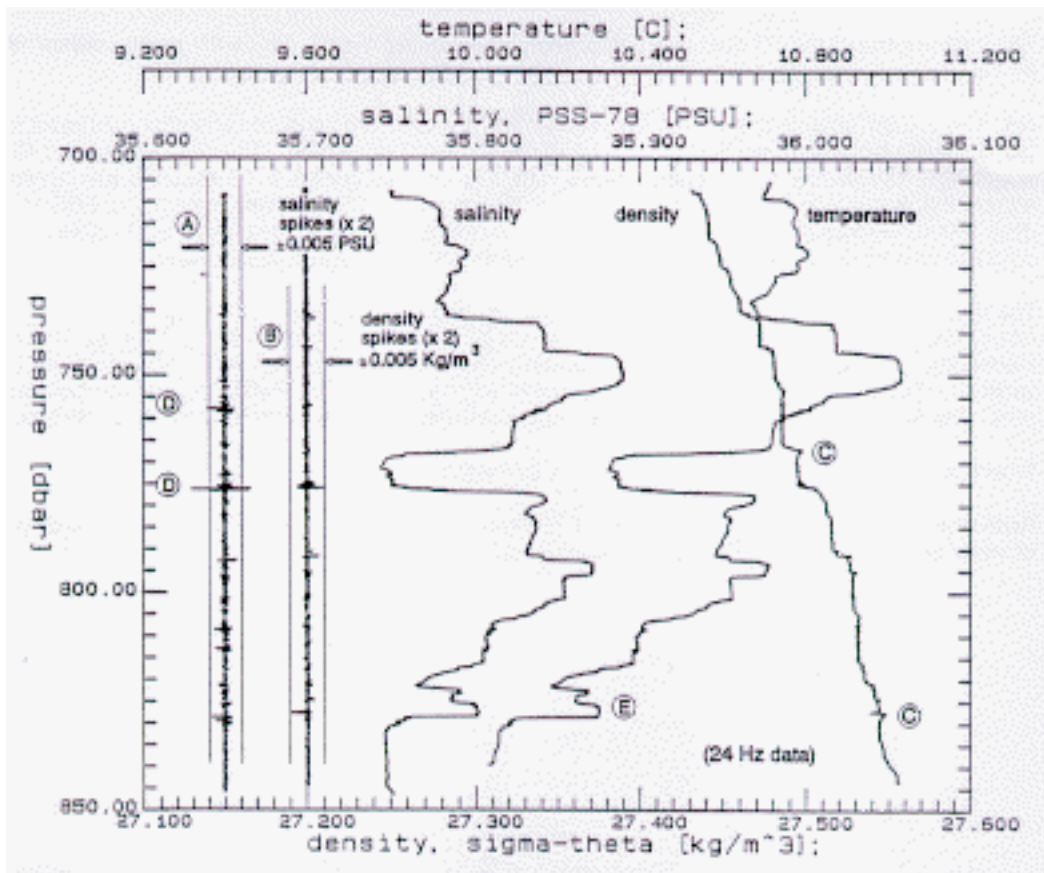 temperature [C]:
9.200 9.600 10.000 10.400 10.800 11.200
salinity, PSS-78 [PSU]:
35.600 35.700 35.800 35.900 36.000 36.100
700.00
750.00
800.00
850.00
pressure [dbar]
A
salinity
spikes (x 2)
±0.005 PSU
B
density
spikes (x 2)
±0.005 Kg/m³
salinity
density
temperature
D
D
C
C
E
(24 Hz data)
27.100 27.200 27.300 27.400 27.500 27.600
density, sigma-theta [kg/m^3]: